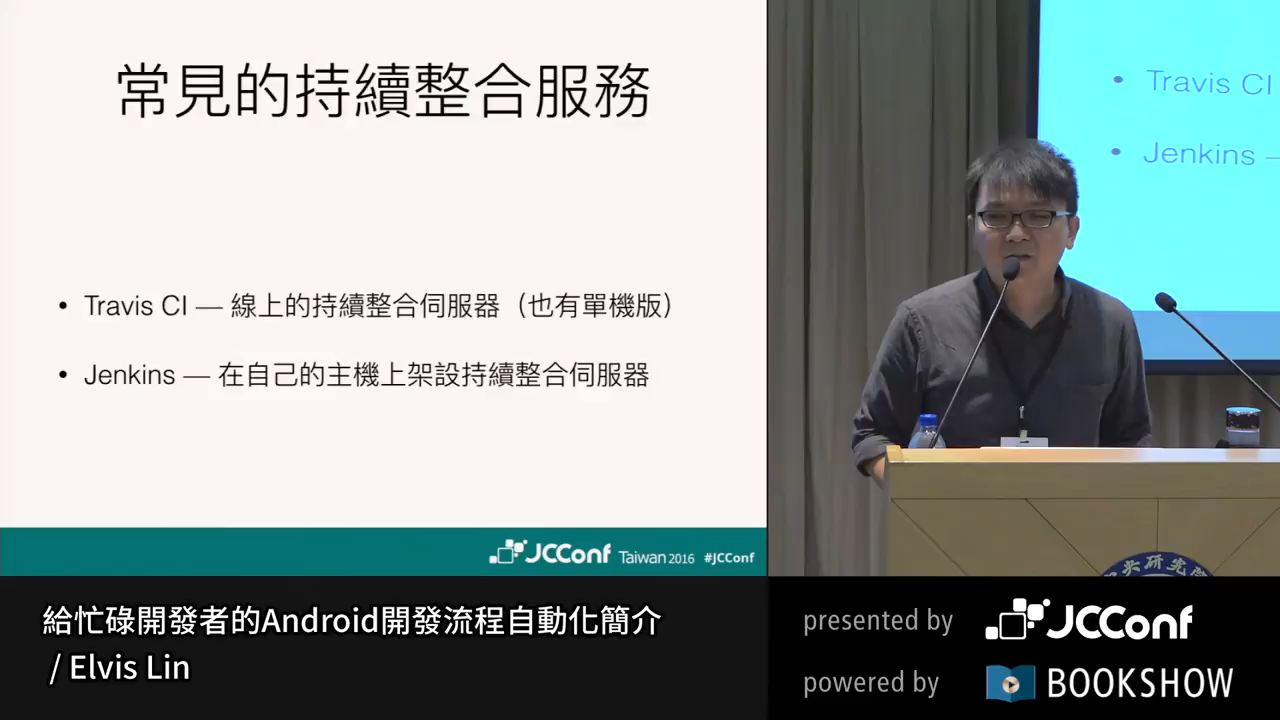 常見的持續整合服務
• Travis CI — 線上的持續整合伺服器（也有單機版）
• Jenkins — 在自己的主機上架設持續整合伺服器
JCConf Taiwan 2016 #JCConf
• Travis CI
• Jenkins —
央研究院
給忙碌開發者的Android開發流程自動化簡介
/ Elvis Lin
presented by JCConf
powered by BOOKSHOW